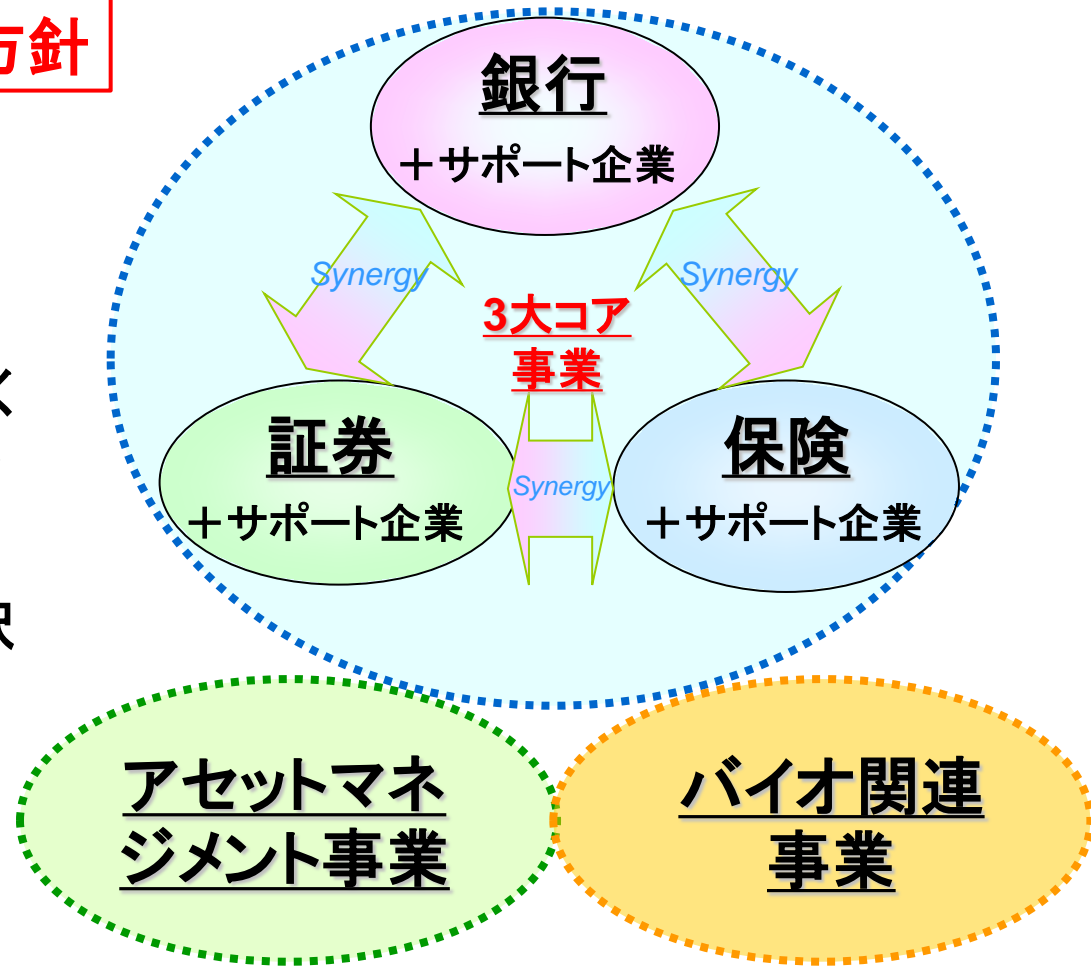 方針
銀行
＋サポート企業
Synergy
Synergy
3大コア
事業
く
証券
＋サポート企業
Synergy
保険
＋サポート企業
アセットマネ
ジメント事業
バイオ関連
事業